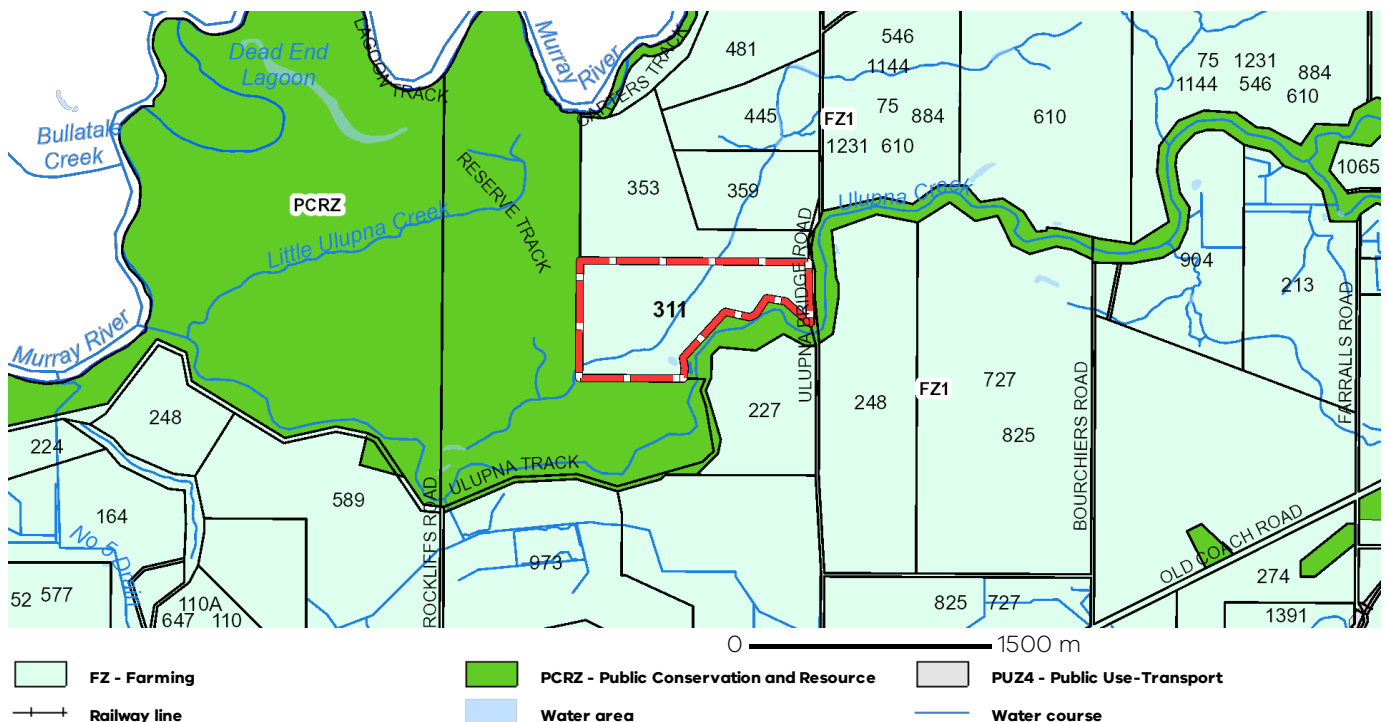 Dead End
Lagoon
LAGOON TRACK
Murray
River
CARTERS TRACK
481
546
1144
75
1231
884
1144
546
610
Bullatale
Creek
445
FZ1
75
884
610
1231
610
1065
PCRZ
RESERVE TRACK
353
359
Ulupna Creek
Little Ulupna Creek
ULUPNA BRIDGE ROAD
904
213
311
FARRALLS ROAD
Murray River
248
227
248
FZ1
727
825
BOURCHIERS ROAD
224
589
ULUPNA TRACK
ROCKLIFFS ROAD
164
No 5 Drain
973
OLD COACH ROAD
274
52
577
110A
647
110
825
727
1391
0
1500 m
FZ - Farming
PCRZ - Public Conservation and Resource
PUZ4 - Public Use-Transport
Railway line
Water area
Water course